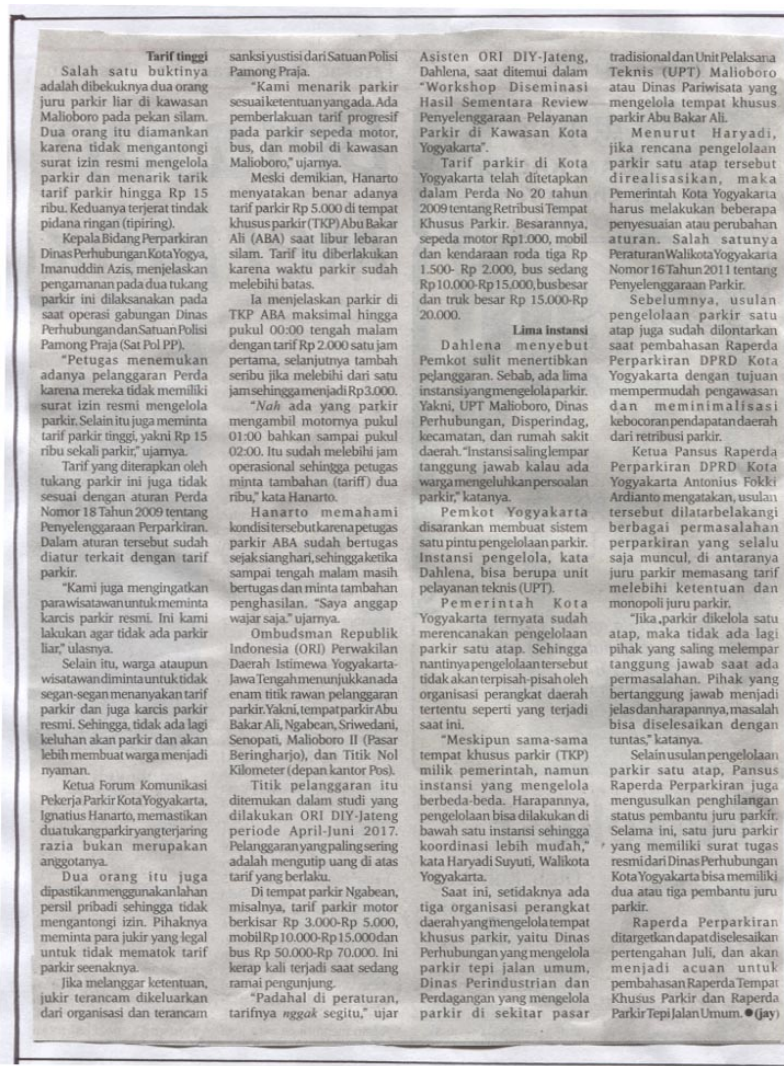 Tarif tinggi
Salah satu buktinya
adalah dibekuknya dua orang
juru parkir liar di kawasan
Malioboro pada pekan silam.
Dua orang itu diamankan
karena tidak mengantongi
surat izin resmi mengelola
parkir dan menarik tarik
tarif parkir hingga Rp 15
ribu. Keduanya terjerat tindak
pidana ringan (tipiring).
Kepala Bidang Perparkiran
Dinas Perhubungan Kota Yogya,
Imanuddin Azis, menjelaskan
pengamanan pada dua tukang
parkir ini dilaksanakan pada
saat operasi gabungan Dinas
Perhubungan dan Satuan Polisi
Pamong Praja (Sat Pol PP).
"Petugas menemukan
adanya pelanggaran Perda
karena mereka tidak memiliki
surat izin resmi mengelola
parkir. Selain itu juga meminta
tarif parkir tinggi, yakni Rp 15
ribu sekali parkir," ujarnya.
Tarif yang diterapkan oleh
tukang parkir ini juga tidak
sesuai dengan aturan Perda
Nomor 18 Tahun 2009 tentang
Penyelenggaraan Perparkiran.
Dalam aturan tersebut sudah
diatur terkait dengan tarif
parkir.
"Kami juga mengingatkan
para wisatawan untuk meminta
karcis parkir resmi. Ini kami
lakukan agar tidak ada parkir
liar," ulasnya.
Selain itu, warga ataupun
wisatawan diminta untuk tidak
segan-segan menanyakan tarif
parkir dan juga karcis parkir
resmi. Sehingga, tidak ada lagi
keluhan akan parkir dan akan
lebih membuat warga menjadi
nyaman.
Ketua Forum Komunikasi
Pekerja Parkir Kota Yogyakarta,
Ignatius Hanarto, memastikan
dua tukang parkir yang terjaring
razia bukan merupakan
anggotanya.
Dua orang itu juga
dipastikan menggunakan lahan
persil pribadi sehingga tidak
mengantongi izin. Pihaknya
meminta para jukir yang legal
untuk tidak mematok tarif
parkir seenaknya.
Jika melanggar ketentuan,
jukir terancam dikeluarkan
dari organisasi dan terancam
sanksi yustisi dari Satuan Polisi
Pamong Praja.
"Kami menarik parkir
sesuai ketentuan yang ada. Ada
pemberlakuan tarif progresif
pada parkir sepeda motor,
bus, dan mobil di kawasan
Malioboro," ujarnya.
Meski demikian, Hanarto
menyatakan benar adanya
tarif parkir Rp 5.000 di tempat
khusus parkir (TKP) Abu Bakar
Ali (ABA) saat libur lebaran
silam. Tarif itu diberlakukan
karena waktu parkir sudah
melebihi batas.
Ia menjelaskan parkir di
TKP ABA maksimal hingga
pukul 00:00 tengah malam
dengan tarif Rp 2.000 satu jam
pertama, selanjutnya tambah
seribu jika melebihi dari satu
jam sehingga menjadi Rp 3.000.
"Nah ada yang parkir
mengambil motornya pukul
01:00 bahkan sampai pukul
02:00. Itu sudah melebihi jam
operasional sehingga petugas
minta tambahan (tariff) dua
ribu," kata Hanarto.
Hanarto memahami
kondisi tersebut karena petugas
parkir ABA sudah bertugas
sejak siang hari, sehingga ketika
sampai tengah malam masih
bertugas dan minta tambahan
penghasilan. "Saya anggap
wajar saja." ujarnya.
Ombudsman Republik
Indonesia (ORI) Perwakilan
Daerah Istimewa Yogyakarta-
Jawa Tengah menunjukkan ada
enam titik rawan pelanggaran
parkir. Yakni, tempat parkir Abu
Bakar Ali, Ngabean, Sriwedani,
Senopati, Malioboro II (Pasar
Beringharjo), dan Titik Nol
Kilometer (depan kantor Pos).
Titik pelanggaran itu
ditemukan dalam studi yang
dilakukan ORI DIY-Jateng
periode April-Juni 2017.
Pelanggaran yang paling sering
adalah mengutip uang di atas
tarif yang berlaku.
Di tempat parkir Ngabean,
misalnya, tarif parkir motor
berkisar Rp 3.000-Rp 5.000,
mobil Rp 10.000-Rp 15.000 dan
bus Rp 50.000-Rp 70.000. Ini
kerap kali terjadi saat sedang
ramai pengunjung.
"Padahal di peraturan,
tarifnya nggak segitu," ujar
Asisten ORI DIY-Jateng,
Dahlena, saat ditemui dalam
"Workshop Diseminasi
Hasil Sementara Review
Penyelenggaraan Pelayanan
Parkir di Kawasan Kota
Yogyakarta".
Tarif parkir di Kota
Yogyakarta telah ditetapkan
dalam Perda No 20 tahun
2009 tentang Retribusi Tempat
Khusus Parkir. Besarannya,
sepeda motor Rp1.000, mobil
dan kendaraan roda tiga Rp
1.500- Rp 2.000, bus sedang
Rp 10.000-Rp 15.000, bus besar
dan truk besar Rp 15.000-Rp
20.000.
Lima instansi
Dahlena menyebut
Pemkot sulit menertibkan
pelanggaran. Sebab, ada lima
instansi yang mengelola parkir.
Yakni, UPT Malioboro, Dinas
Perhubungan, Disperindag,
kecamatan, dan rumah sakit
daerah. "Instansi saling lempar
tanggung jawab kalau ada
warga mengeluhkan persoalan
parkir," katanya.
Pemkot Yogyakarta
disarankan membuat sistem
satu pintu pengelolaan parkir.
Instansi pengelola, kata
Dahlena, bisa berupa unit
pelayanan teknis (UPT).
Pemerintah Kota
Yogyakarta ternyata sudah
merencanakan pengelolaan
parkir satu atap. Sehingga
nantinya pengelolaan tersebut
tidak akan terpisah-pisah oleh
organisasi perangkat daerah
tertentu seperti yang terjadi
saat ini.
"Meskipun sama-sama
tempat khusus parkir (TKP)
milik pemerintah, namun
instansi yang mengelola
berbeda-beda. Harapannya,
pengelolaan bisa dilakukan di
bawah satu instansi sehingga
koordinasi lebih mudah,"
kata Haryadi Suyuti, Walikota
Yogyakarta.
Saat ini, setidaknya ada
tiga organisasi perangkat
daerah yang mengelola tempat
khusus parkir, yaitu Dinas
Perhubungan yang mengelola
parkir tepi jalan umum,
Dinas Perindustrian dan
Perdagangan yang mengelola
parkir di sekitar pasar
tradisional dan Unit Pelaksana
Teknis (UPT) Malioboro
atau Dinas Pariwisata yang
mengelola tempat khusus
parkir Abu Bakar Ali.
Menurut Haryadi,
jika rencana pengelolaan
parkir satu atap tersebut
direalisasikan, maka
Pemerintah Kota Yogyakarta
harus melakukan beberapa
penyesuaian atau perubahan
aturan. Salah satunya
Peraturan Walikota Yogyakarta
Nomor 16 Tahun 2011 tentang
Penyelenggaraan Parkir.
Sebelumnya, usulan
pengelolaan parkir satu
atap juga sudah dilontarkan
saat pembahasan Raperda
Perparkiran DPRD Kota
Yogyakarta dengan tujuan
mempermudah pengawasan
dan meminimalisasi
kebocoran pendapatan daerah
dari retribusi parkir.
Ketua Pansus Raperda
Perparkiran DPRD Kota
Yogyakarta Antonius Fokki
Ardianto mengatakan, usulan
tersebut dilatarbelakangi
berbagai permasalahan
perparkiran yang selalu
saja muncul, di antaranya
juru parkir memasang tarif
melebihi ketentuan dan
monopoli juru parkir.
"Jika parkir dikelola satu
atap, maka tidak ada lagi
pihak yang saling melempar
tanggung jawab saat ada
permasalahan. Pihak yang
bertanggung jawab menjadi
jelas dan harapannya, masalah
bisa diselesaikan dengan
tuntas," katanya.
Selain usulan pengelolaan
parkir satu atap, Pansus
Raperda Perparkiran juga
mengusulkan penghilangan
status pembantu juru parkir.
Selama ini, satu juru parkir
yang memiliki surat tugas
resmi dari Dinas Perhubungan
Kota Yogyakarta bisa memiliki
dua atau tiga pembantu juru
parkir.
Raperda Perparkiran
ditargetkan dapat diselesaikan
pertengahan Juli, dan akan
menjadi acuan untuk
pembahasan Raperda Tempat
Khusus Parkir dan Raperda
Parkir Tepi Jalan Umum. ● (jay)